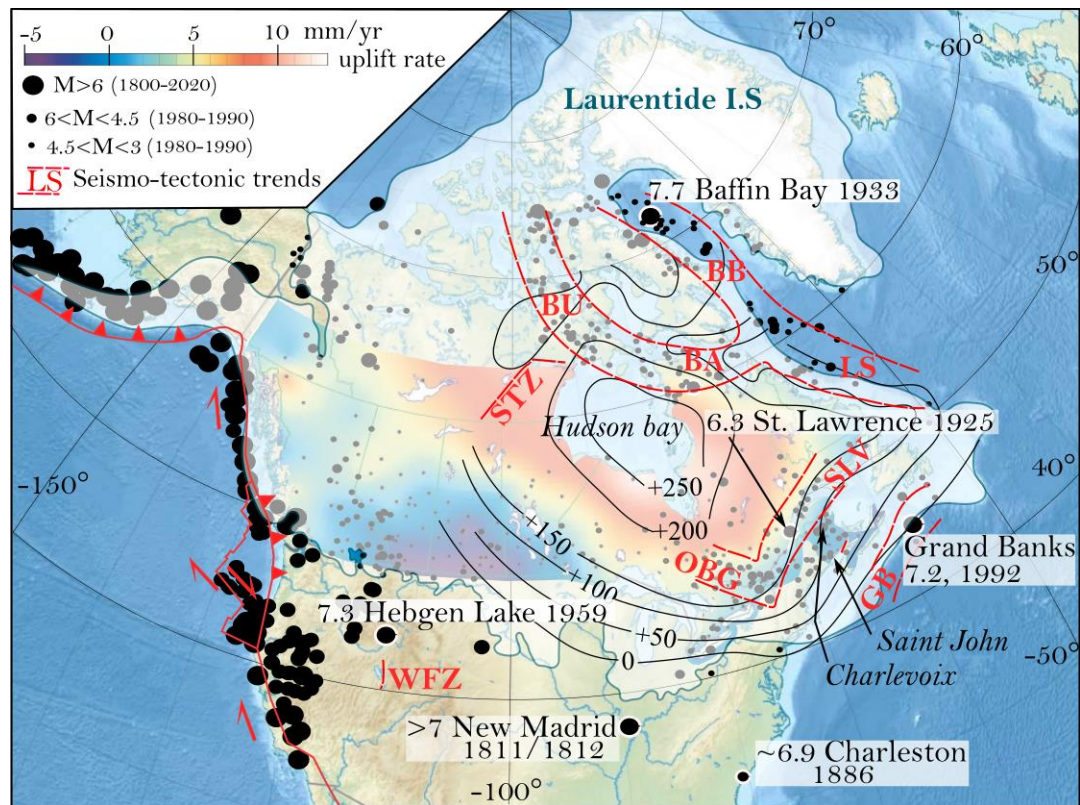 -5 0 5 10 mm/yr
uplift rate
M>6 (1800-2020)
6<M<4.5 (1980-1990)
4.5<M<3 (1980-1990)
LS Seismo-tectonic trends
70°
60°
Laurentide I.S
7.7 Baffin Bay 1933
50°
BB
BU
BA
LS
STZ
Hudson bay
6.3 St. Lawrence 1925
SLV
40°
-150°
+250
+200
+150
+100
+50
0
OBG
GB
Grand Banks
7.2, 1992
7.3 Hebgen Lake 1959
Saint John
Charlevoix
-50°
WFZ
>7 New Madrid
1811/1812
~6.9 Charleston
1886
-100°